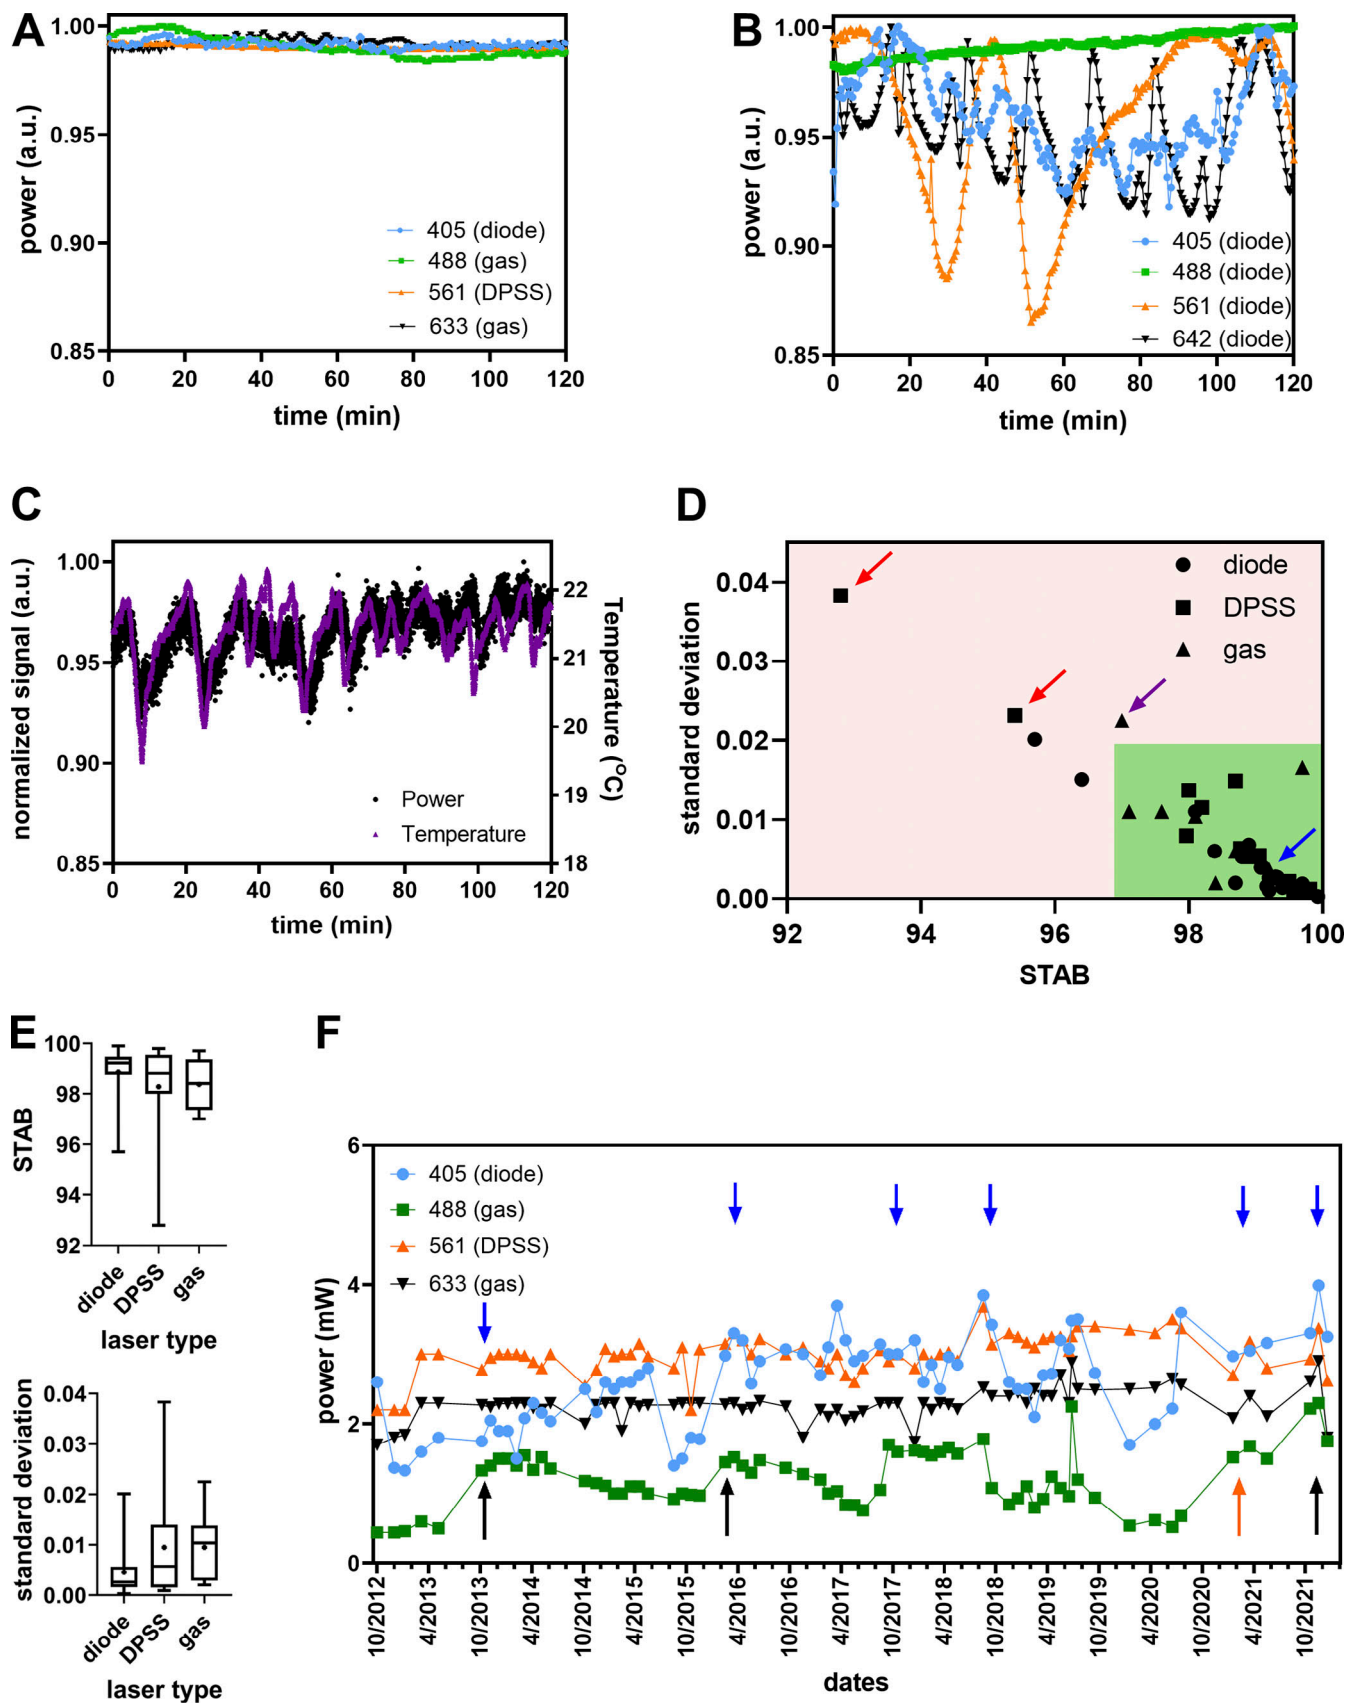 A
1.00
0.95
0.90
0.85
power (a.u.)
405 (diode)
488 (gas)
561 (DPSS)
633 (gas)
0 20 40 60 80 100 120
time (min)
B
1.00
0.95
0.90
0.85
power (a.u.)
405 (diode)
488 (diode)
561 (diode)
642 (diode)
0 20 40 60 80 100 120
time (min)
C
1.00
0.95
0.90
0.85
normalized signal (a.u.)
22
21
20
19
18
Temperature (°C)
Power
Temperature
0 20 40 60 80 100 120
time (min)
D
0.04
0.03
0.02
0.01
0.00
standard deviation
diode
DPSS
gas
92 94 96 98 100
STAB
E
100
98
96
94
92
STAB
diode DPSS gas
laser type
0.04
0.03
0.02
0.01
0.00
standard deviation
diode DPSS gas
laser type
F
6
4
2
0
power (mW)
405 (diode)
488 (gas)
561 (DPSS)
633 (gas)
10/2012 4/2013 10/2013 4/2014 10/2014 4/2015 10/2015 4/2016 10/2016 4/2017 10/2017 4/2018 10/2018 4/2019 10/2019 4/2020 10/2020 4/2021 10/2021
dates